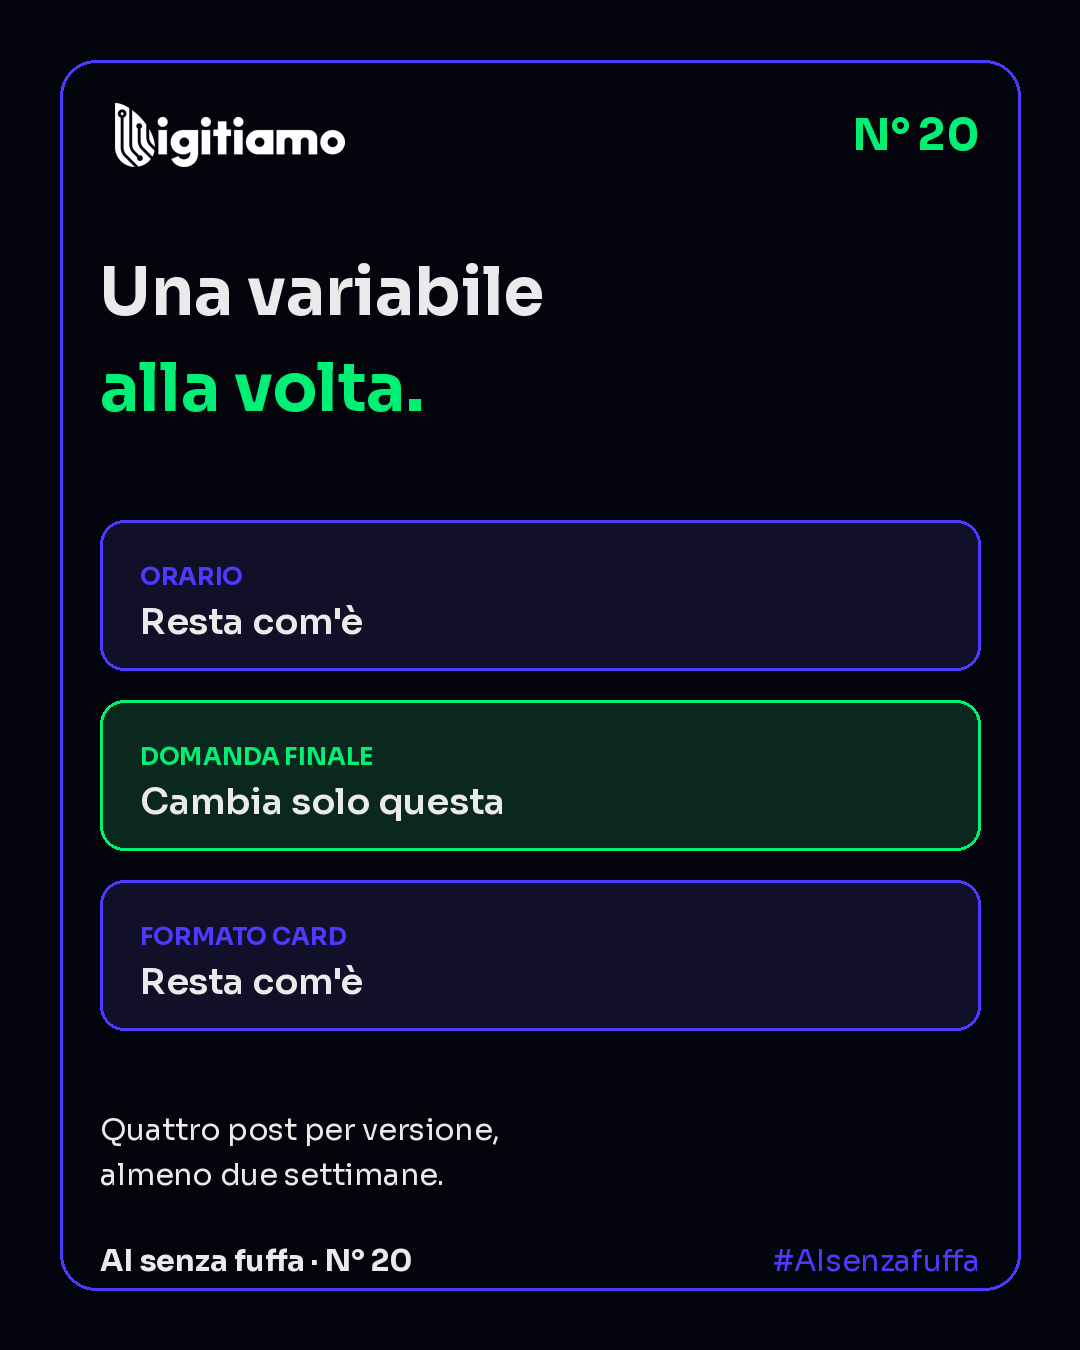 Digitiamo
N° 20
Una variabile
alla volta.
ORARIO
Resta com'è
DOMANDA FINALE
Cambia solo questa
FORMATO CARD
Resta com'è
Quattro post per versione,
almeno due settimane.
AI senza fuffa · N° 20
#AIsenzafuffa